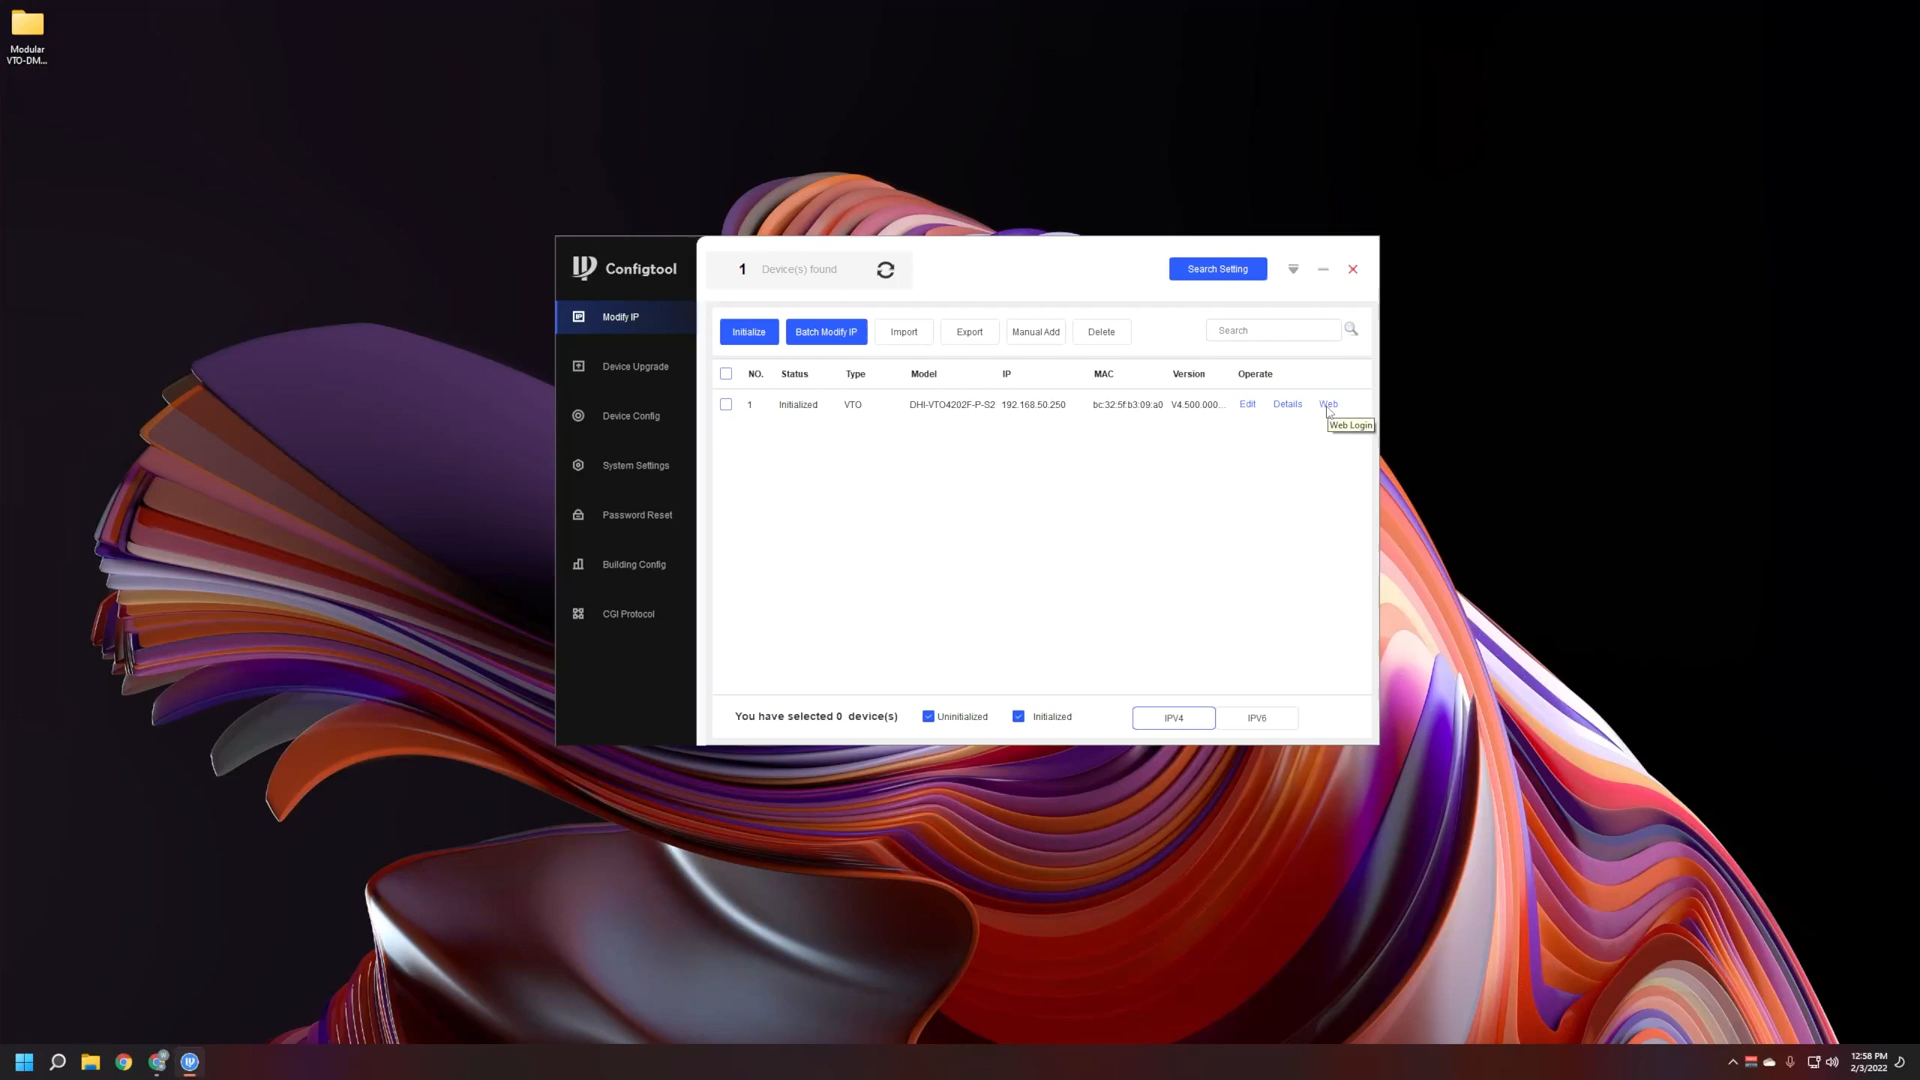 Modular
VTO-DM...
Configtool
1 Device(s) found
Search Setting
Modify IP
Device Upgrade
Device Config
System Settings
Password Reset
Building Config
CGI Protocol
Initialize
Batch Modify IP
Import
Export
Manual Add
Delete
Search
NO. Status Type Model IP MAC Version Operate
1 Initialized VTO DHI-VTO4202F-P-S2 192.168.50.250 bc:32:5f:b3:09:a0 V4.500.000... Edit Details Web
Web Login
You have selected 0 device(s)
Uninitialized
Initialized
IPV4
IPV6
12:58 PM
2/3/2022